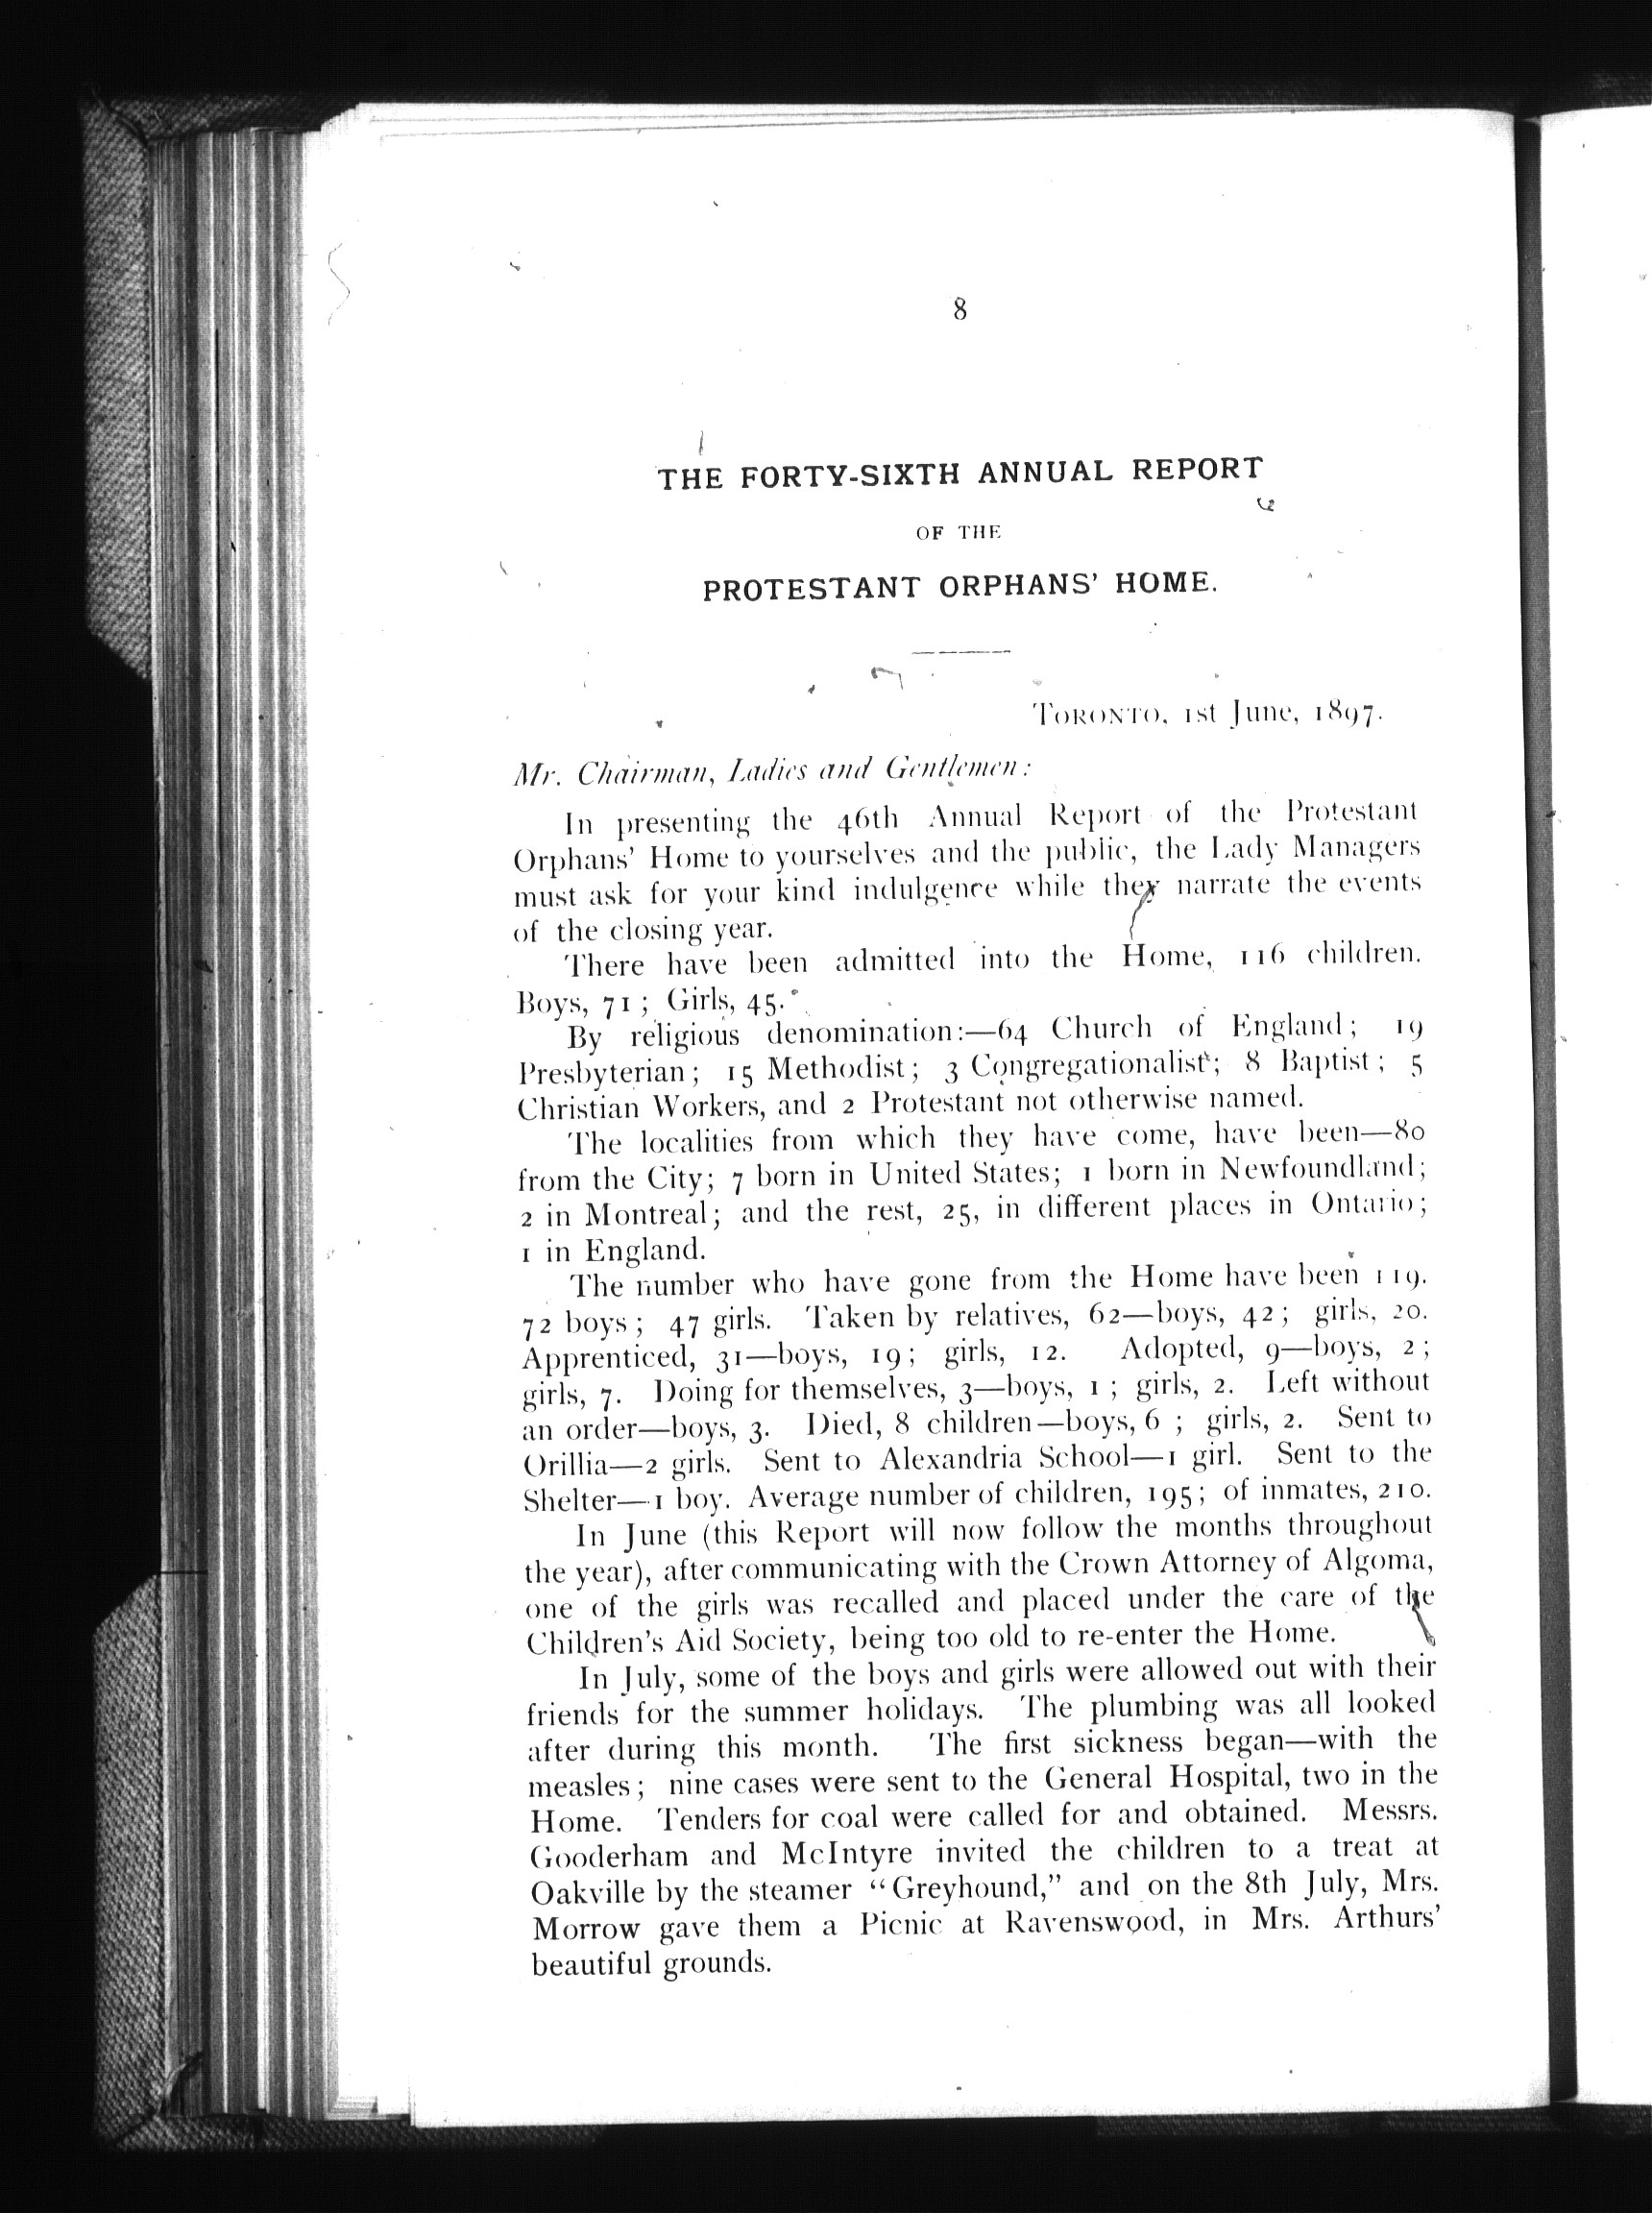 8
THE FORTY-SIXTH ANNUAL REPORT
OF THE
PROTESTANT ORPHANS' HOME.
TORONTO, 1st June, 1897.
Mr. Chairman, Ladies and Gentlemen:
In presenting the 46th Annual Report of the Protestant
Orphans' Home to yourselves and the public, the Lady Managers
must ask for your kind indulgence while they narrate the events
of the closing year.
There have been admitted into the Home, 116 children.
Boys, 71; Girls, 45.
By religious denomination:—64 Church of England; 19
Presbyterian; 15 Methodist; 3 Congregationalist; 8 Baptist; 5
Christian Workers, and 2 Protestant not otherwise named.
The localities from which they have come, have been—80
from the City; 7 born in United States; 1 born in Newfoundland;
2 in Montreal; and the rest, 25, in different places in Ontario;
1 in England.
The number who have gone from the Home have been 119.
72 boys; 47 girls. Taken by relatives, 62—boys, 42; girls, 20.
Apprenticed, 31—boys, 19; girls, 12. Adopted, 9—boys, 2;
girls, 7. Doing for themselves, 3—boys, 1; girls, 2. Left without
an order—boys, 3. Died, 8 children—boys, 6; girls, 2. Sent to
Orillia—2 girls. Sent to Alexandria School—1 girl. Sent to the
Shelter—1 boy. Average number of children, 195; of inmates, 210.
In June (this Report will now follow the months throughout
the year), after communicating with the Crown Attorney of Algoma,
one of the girls was recalled and placed under the care of the
Children's Aid Society, being too old to re-enter the Home.
In July, some of the boys and girls were allowed out with their
friends for the summer holidays. The plumbing was all looked
after during this month. The first sickness began—with the
measles; nine cases were sent to the General Hospital, two in the
Home. Tenders for coal were called for and obtained. Messrs.
Gooderham and McIntyre invited the children to a treat at
Oakville by the steamer "Greyhound," and on the 8th July, Mrs.
Morrow gave them a Picnic at Ravenswood, in Mrs. Arthurs'
beautiful grounds.